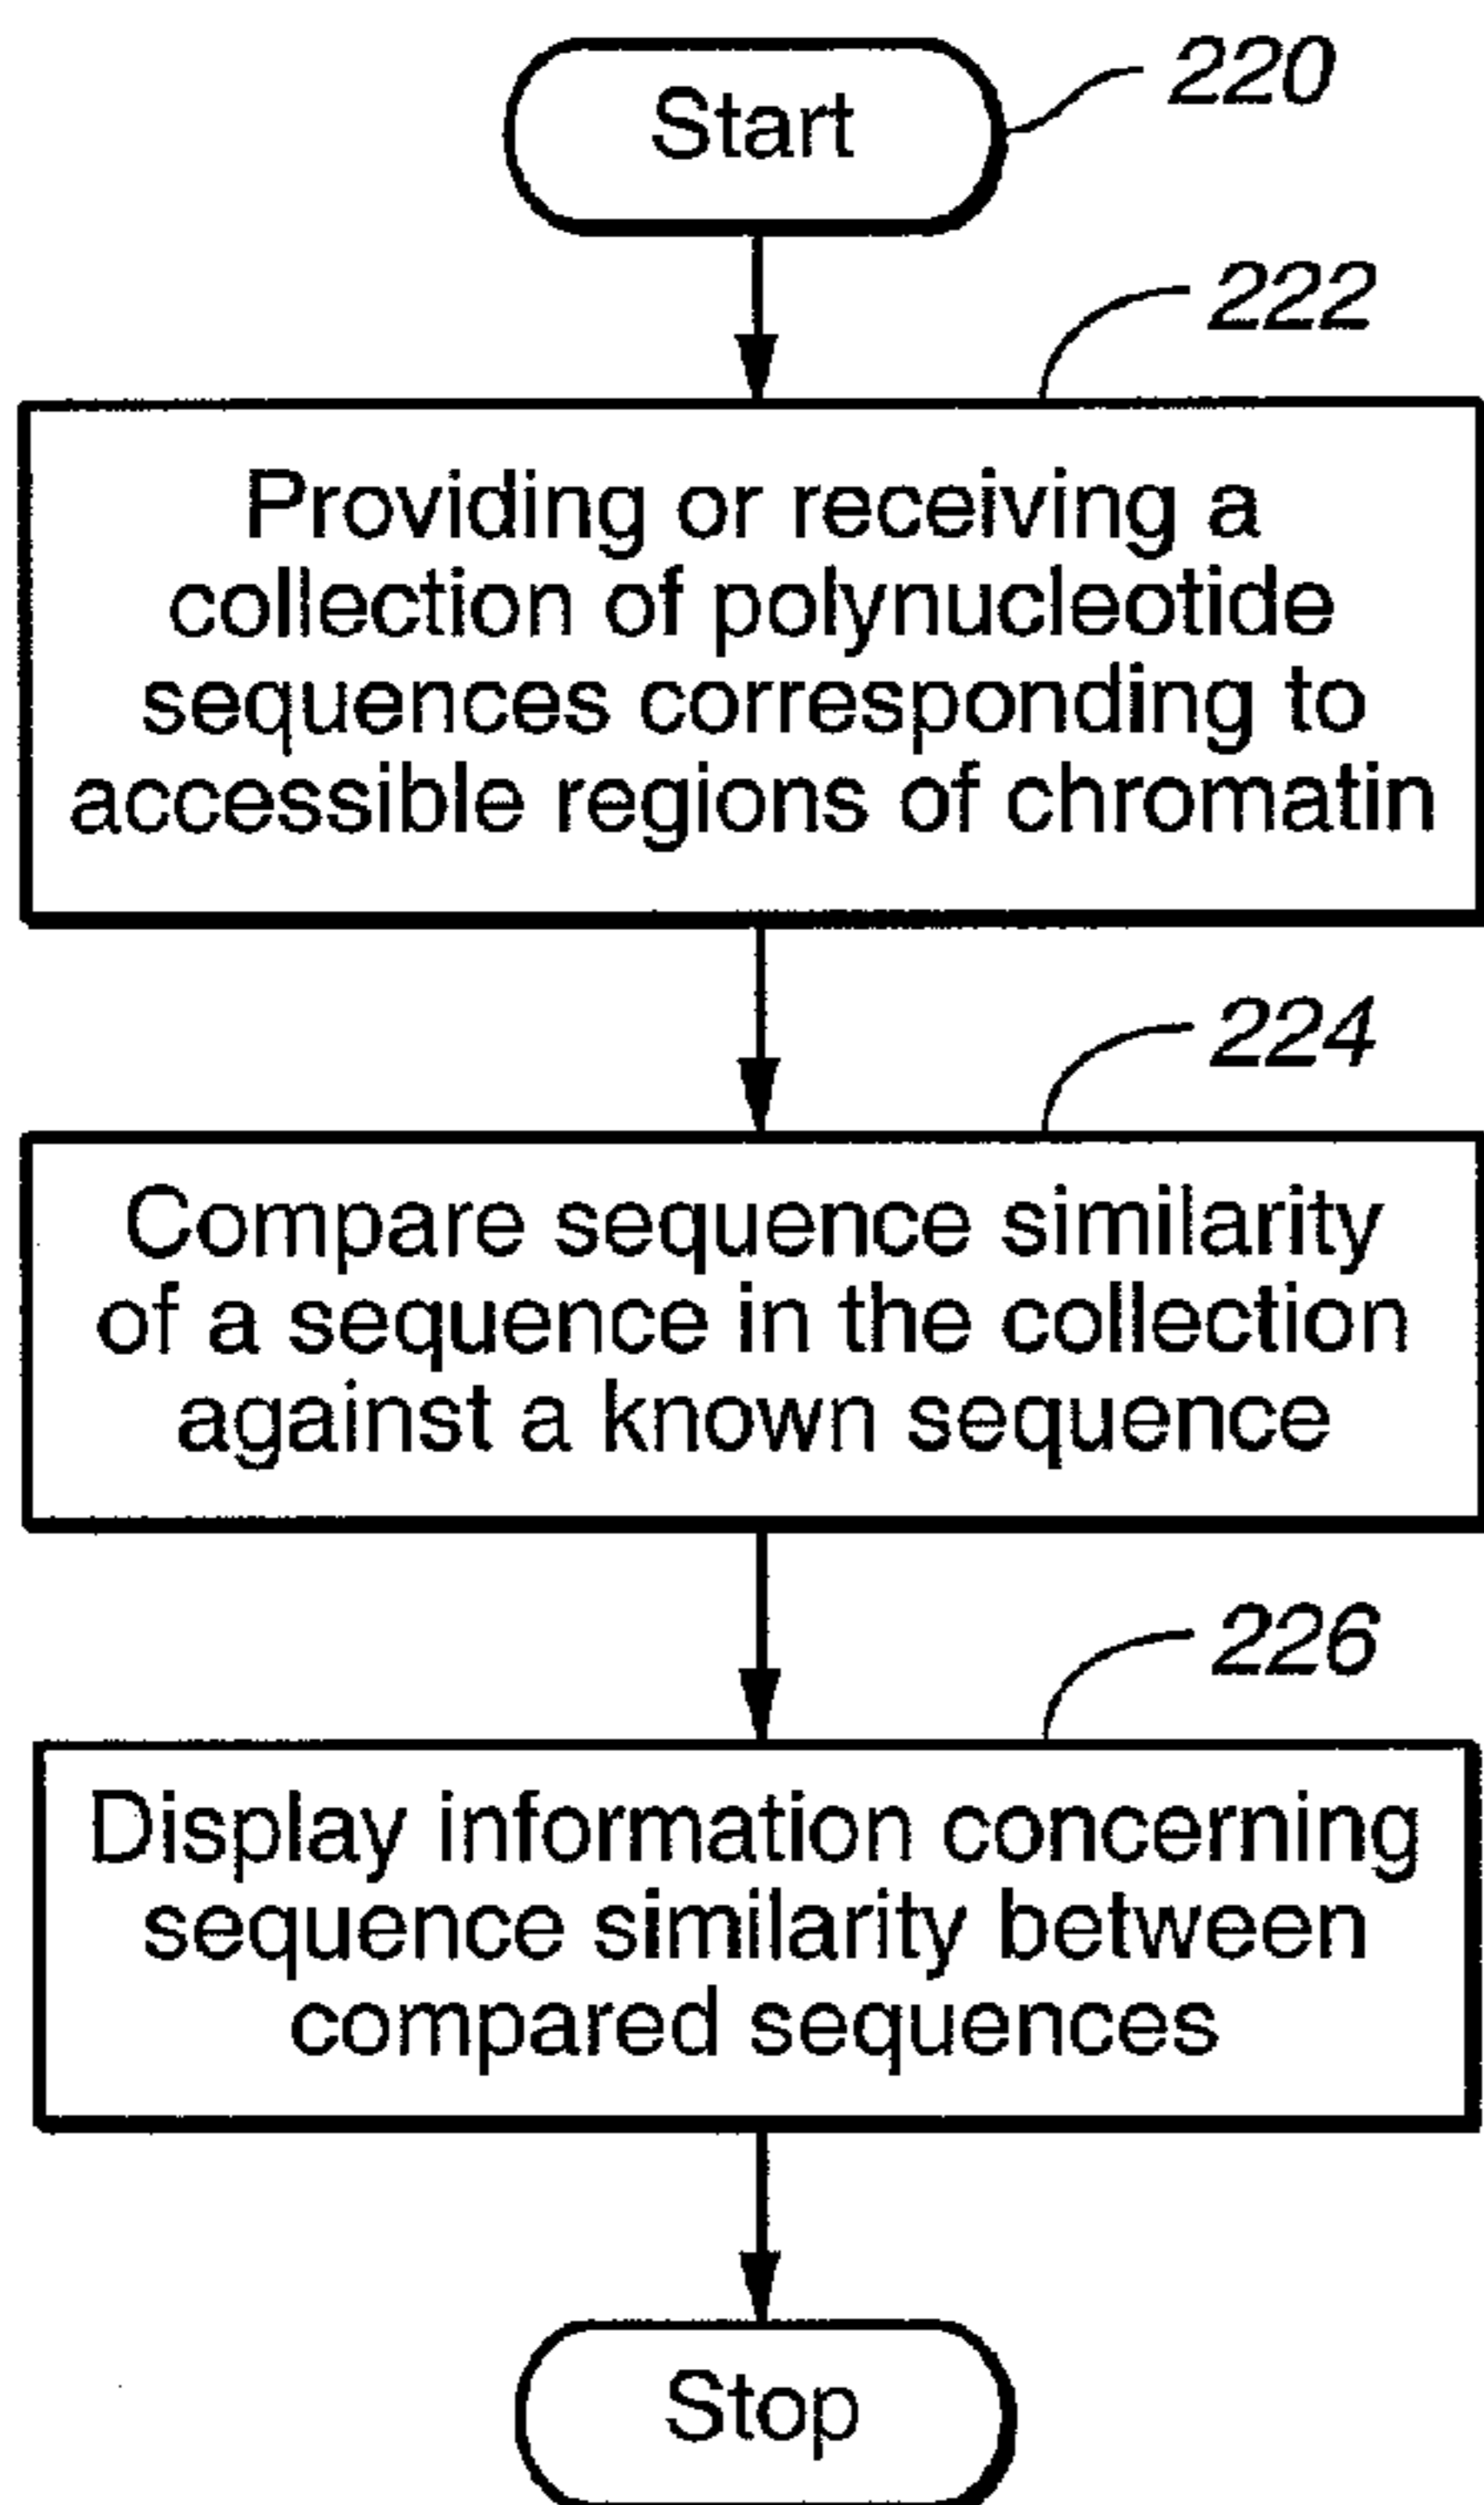 Start
220
222
Providing or receiving a
collection of polynucleotide
sequences corresponding to
accessible regions of chromatin
224
Compare sequence similarity
of a sequence in the collection
against a known sequence
226
Display information concerning
sequence similarity between
compared sequences
Stop